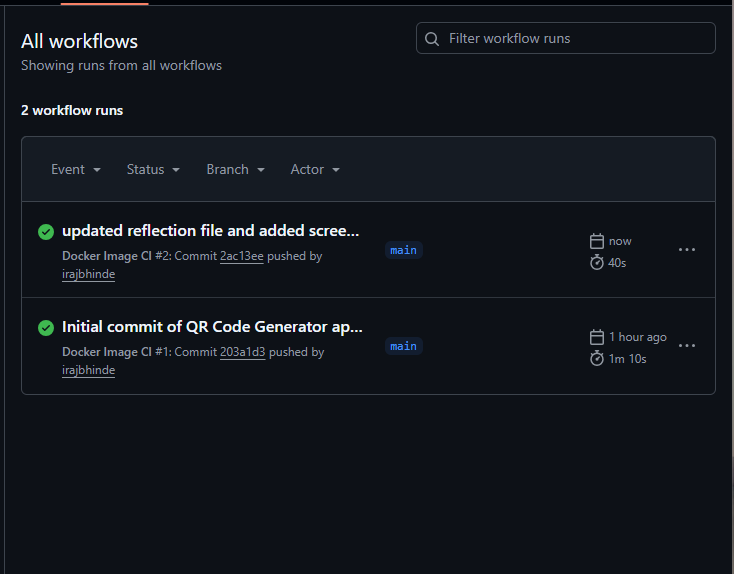 All workflows
Filter workflow runs
Showing runs from all workflows
2 workflow runs
Event Status Branch Actor
updated reflection file and added scree...
Docker Image CI #2: Commit 2ac13ee pushed by
irajbhinde
main
now
40s
Initial commit of QR Code Generator ap...
Docker Image CI #1: Commit 203a1d3 pushed by
irajbhinde
main
1 hour ago
1m 10s